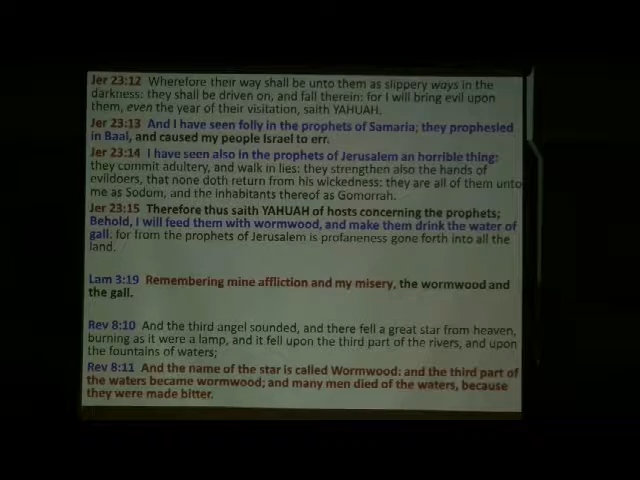 Jer 23:12 Wherefore their way shall be unto them as slippery ways in the
darkness: they shall be driven on, and fall therein: for I will bring evil upon
them, even the year of their visitation, saith YAHUAH.
Jer 23:13 And I have seen folly in the prophets of Samaria; they prophesied
in Baal, and caused my people Israel to err.
Jer 23:14 I have seen also in the prophets of Jerusalem an horrible thing:
they commit adultery, and walk in lies: they strengthen also the hands of
evildoers, that none doth return from his wickedness: they are all of them unto
me as Sodom, and the inhabitants thereof as Gomorrah.
Jer 23:15 Therefore thus saith YAHUAH of hosts concerning the prophets;
Behold, I will feed them with wormwood, and make them drink the water of
gall: for from the prophets of Jerusalem is profaneness gone forth into all the
land.
Lam 3:19 Remembering mine affliction and my misery, the wormwood and
the gall.
Rev 8:10 And the third angel sounded, and there fell a great star from heaven,
burning as it were a lamp, and it fell upon the third part of the rivers, and upon
the fountains of waters;
Rev 8:11 And the name of the star is called Wormwood: and the third part of
the waters became wormwood; and many men died of the waters, because
they were made bitter.